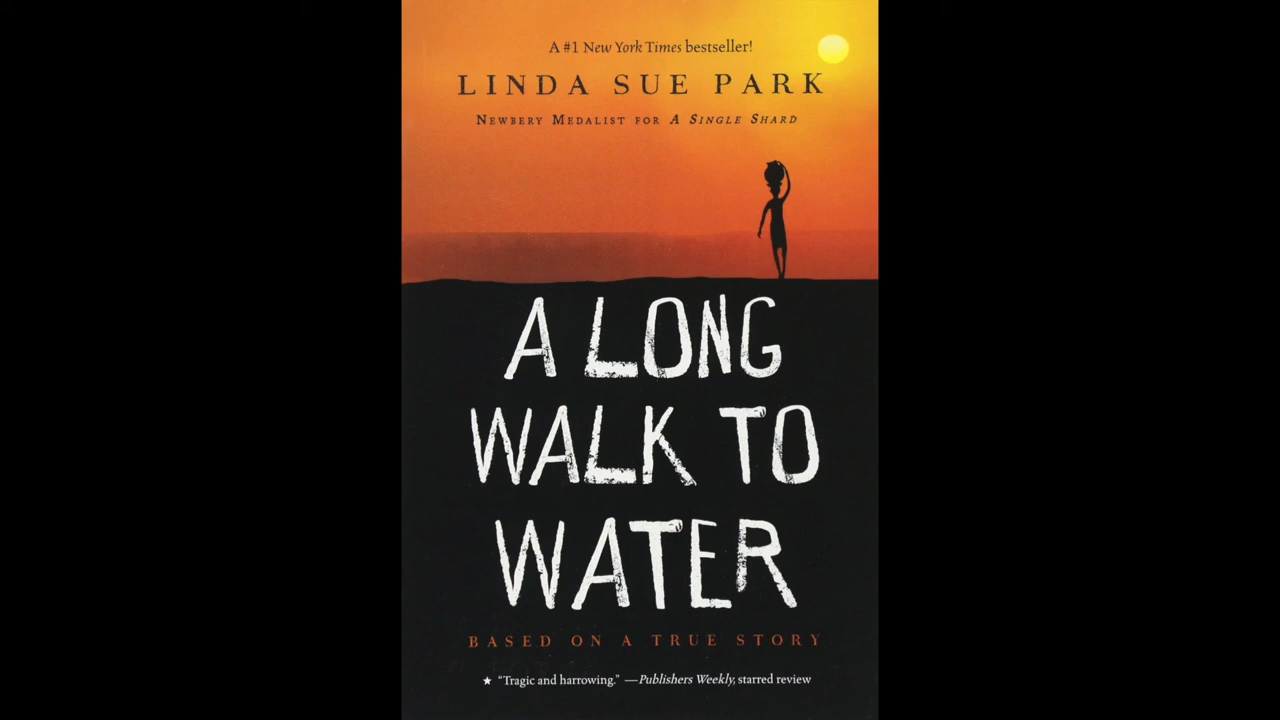 A #1 New York Times bestseller!
LINDA SUE PARK
NEWBERY MEDALIST FOR A SINGLE SHARD
A LONG
WALK TO
WATER
BASED ON A TRUE STORY
★ “Tragic and harrowing.” —Publishers Weekly, starred review